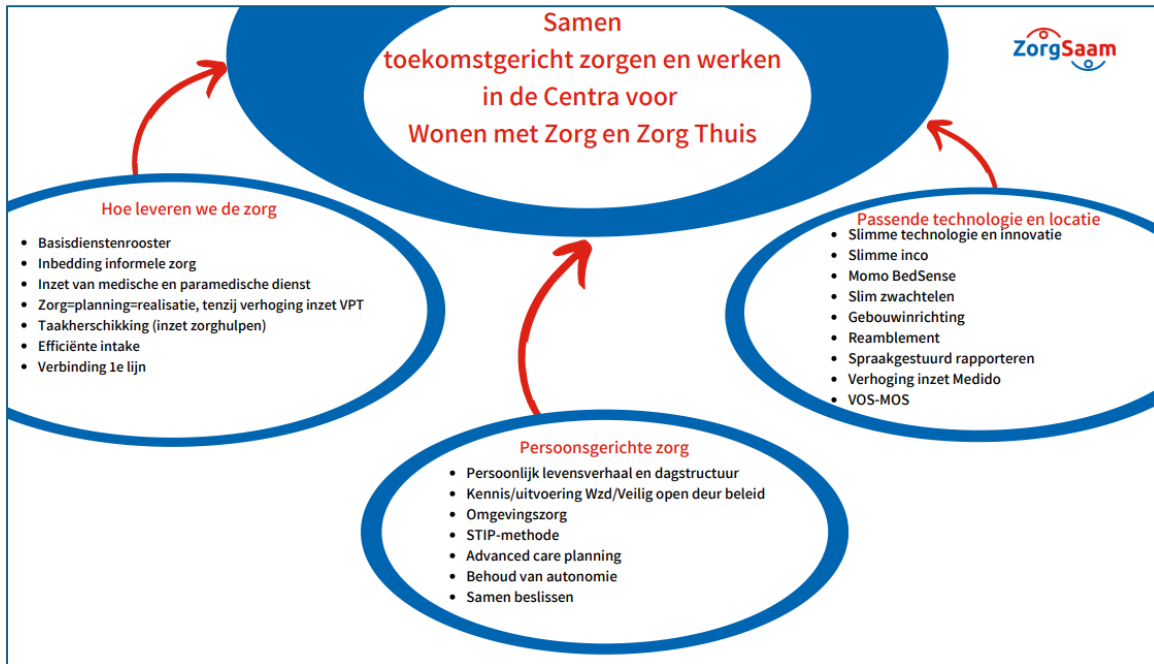 Samen
toekomstgericht zorgen en werken
in de Centra voor
Wonen met Zorg en Zorg Thuis
ZorgSaam
Hoe leveren we de zorg
• Basisdienstenrooster
• Inbedding informele zorg
• Inzet van medische en paramedische dienst
• Zorg=planning=realisatie, tenzij verhoging inzet VPT
• Taakherschikking (inzet zorghulpen)
• Efficiënte intake
• Verbinding 1e lijn
Passende technologie en locatie
• Slimme technologie en innovatie
• Slimme inco
• Momo BedSense
• Slim zwachtelen
• Gebouwinrichting
• Reamblement
• Spraakgestuurd rapporteren
• Verhoging inzet Medido
• VOS-MOS
Persoonsgerichte zorg
• Persoonlijk levensverhaal en dagstructuur
• Kennis/uitvoering Wzd/Veilig open deur beleid
• Omgevingszorg
• STIP-methode
• Advanced care planning
• Behoud van autonomie
• Samen beslissen